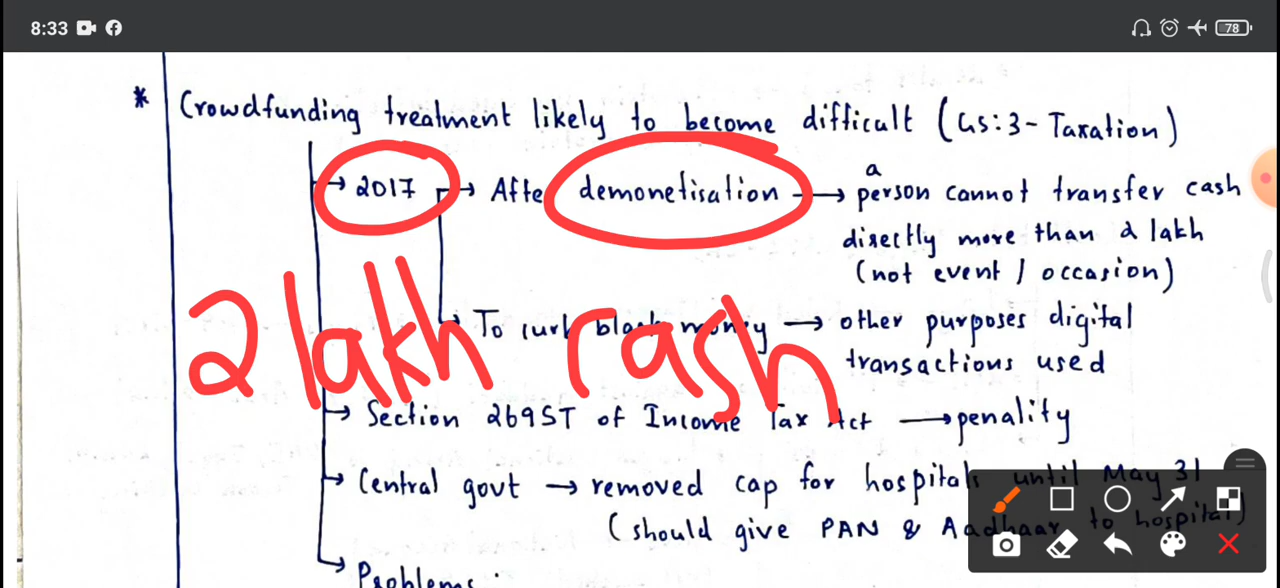 8:33 78
* Crowdfunding treatment likely to become difficult (GS:3 - Taxation)
→ 2017 → Afte demonetisation → a person cannot transfer cash
directly more than 2 lakh
(not event / occasion)
2 lakh rash
→ To curb black money → other purposes digital
transactions used
→ Section 269ST of Income Tax Act → penality
→ Central govt → removed cap for hospitals until May 31
(should give PAN & Aadhaar to hospital)
→ Problems: